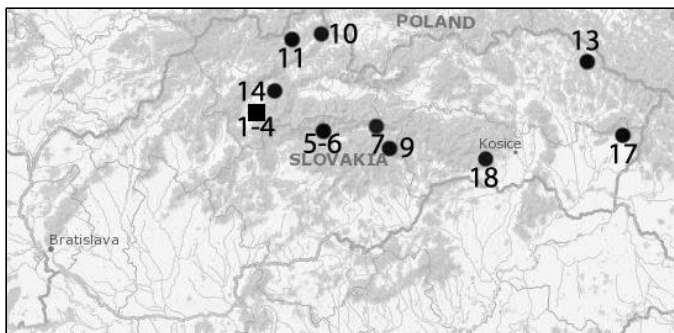 POLAND
10
11
13
14
1-4
5-6
7
9
SLOVAKIA
Kosice
17
18
Bratislava